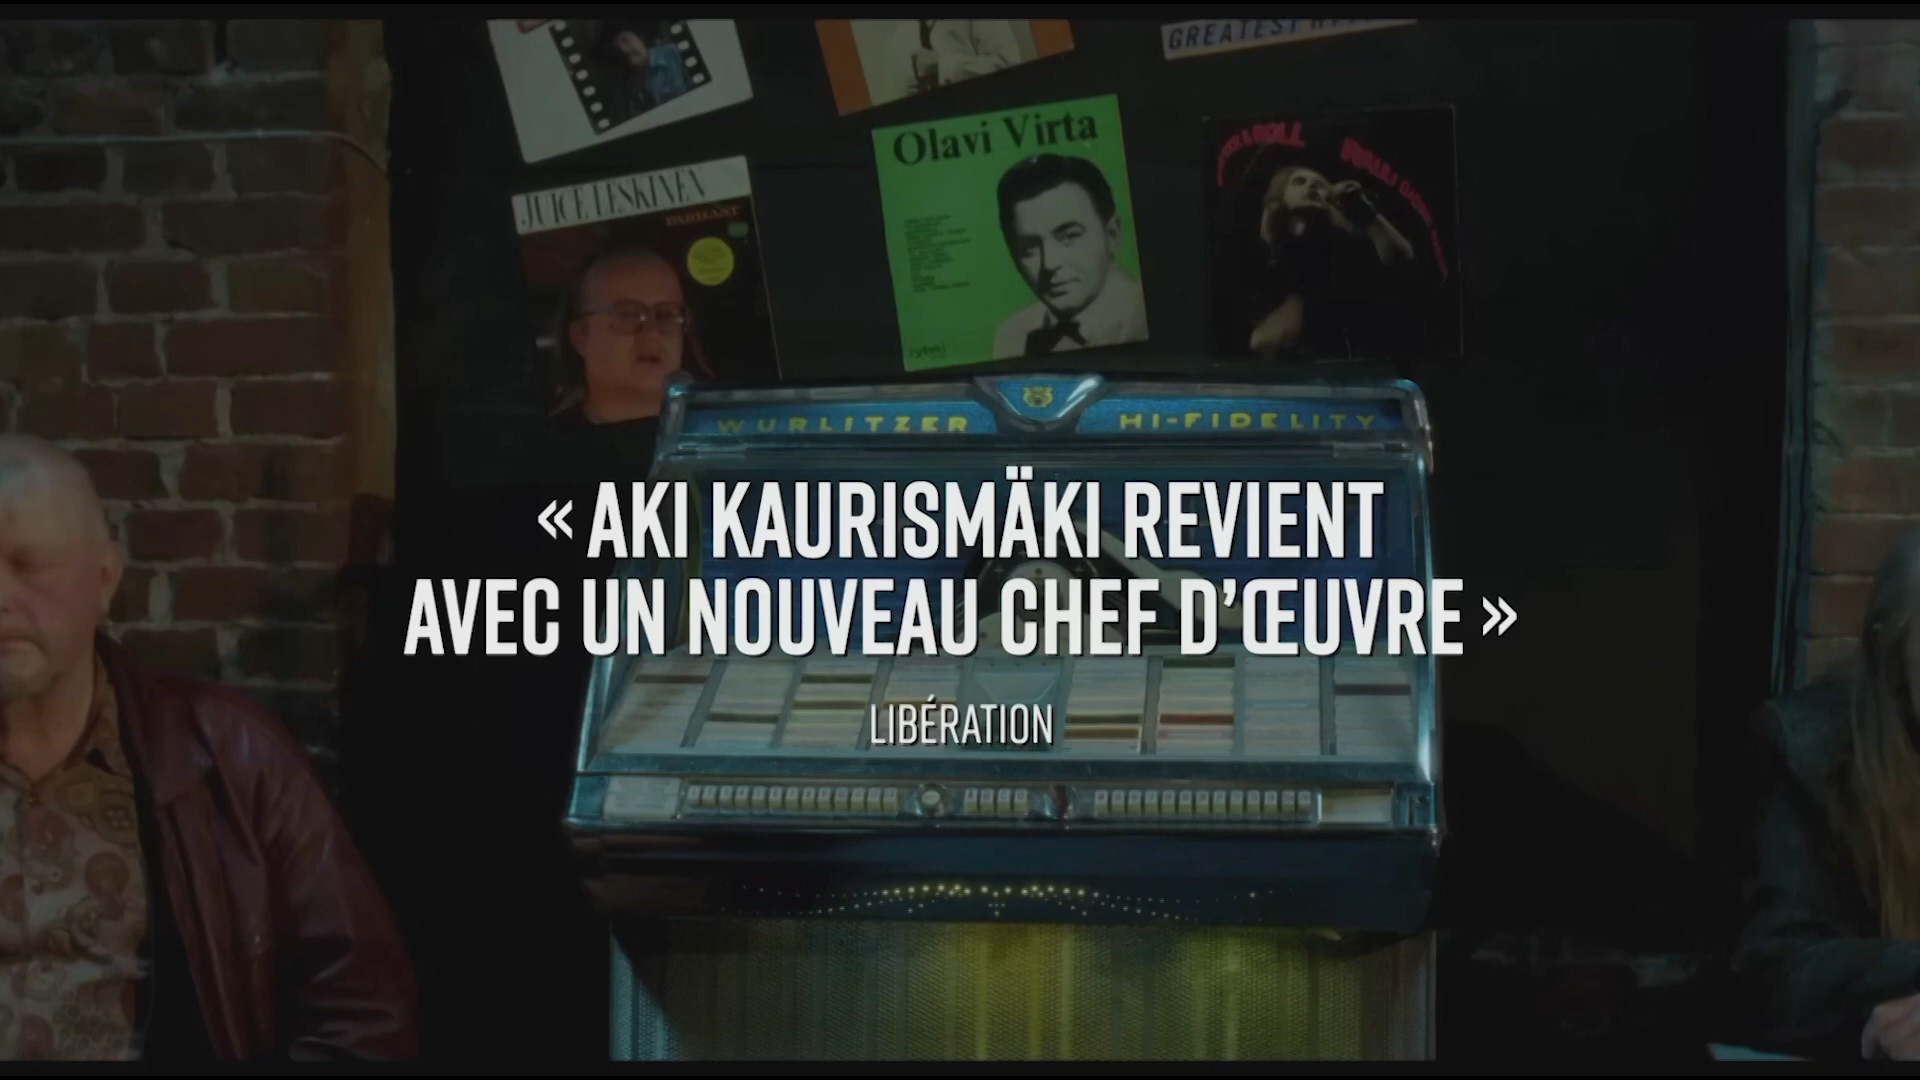 GREATEST
Olavi Virta
JUICE LESKINEN
WURLITZER HI-FIDELITY
« AKI KAURISMÄKI REVIENT
AVEC UN NOUVEAU CHEF D'ŒUVRE »
LIBÉRATION